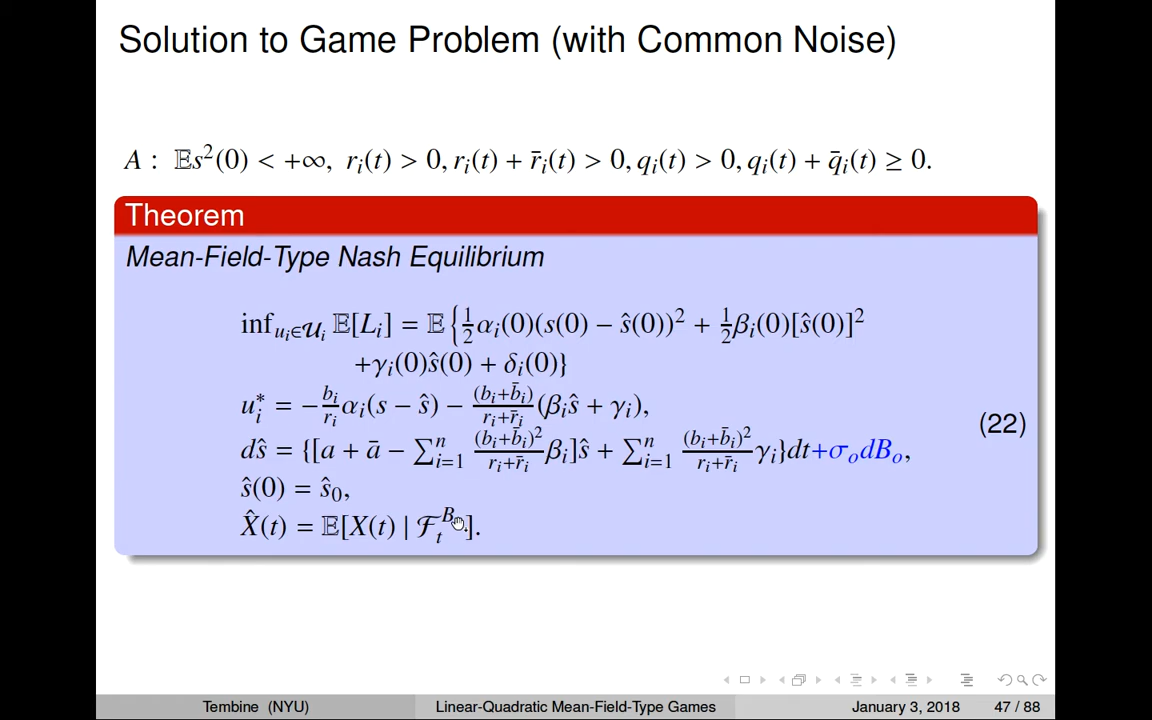 Solution to Game Problem (with Common Noise)
A : 𝔼s²(0) < +∞, rᵢ(t) > 0, rᵢ(t) + r̄ᵢ(t) > 0, qᵢ(t) > 0, qᵢ(t) + q̄ᵢ(t) ≥ 0.
Theorem
Mean-Field-Type Nash Equilibrium
inf_{uᵢ∈𝒰ᵢ} 𝔼[Lᵢ] = 𝔼{½αᵢ(0)(s(0) − ŝ(0))² + ½βᵢ(0)[ŝ(0)]²
+γᵢ(0)ŝ(0) + δᵢ(0)}
uᵢ* = −(bᵢ/rᵢ)αᵢ(s − ŝ) − ((bᵢ+b̄ᵢ)/(rᵢ+r̄ᵢ))(βᵢŝ + γᵢ),
dŝ = {[a + ā − ∑ⁿᵢ₌₁ ((bᵢ+b̄ᵢ)²/(rᵢ+r̄ᵢ))βᵢ]ŝ + ∑ⁿᵢ₌₁ ((bᵢ+b̄ᵢ)²/(rᵢ+r̄ᵢ))γᵢ}dt+σₒdBₒ,
(22)
ŝ(0) = ŝ₀,
X̂(t) = 𝔼[X(t) | ℱₜᴮ].
Tembine (NYU) Linear-Quadratic Mean-Field-Type Games January 3, 2018 47 / 88